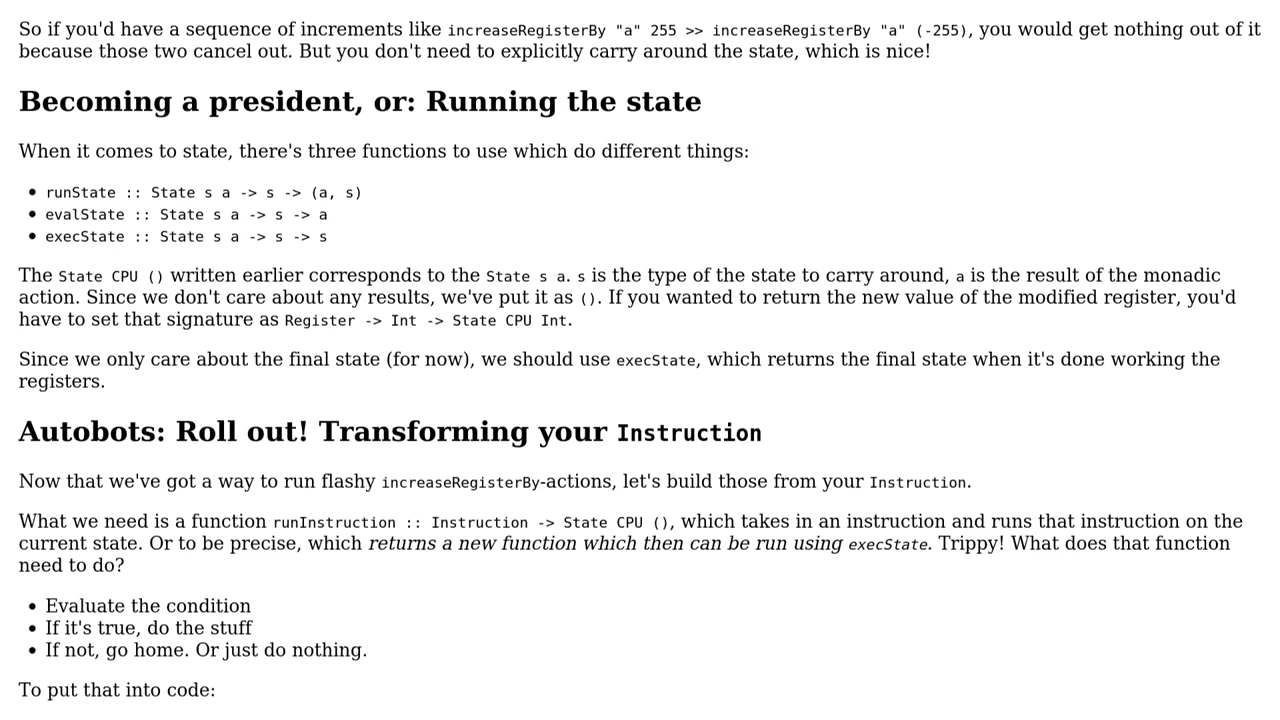 So if you'd have a sequence of increments like increaseRegisterBy "a" 255 >> increaseRegisterBy "a" (-255), you would get nothing out of it
because those two cancel out. But you don't need to explicitly carry around the state, which is nice!
Becoming a president, or: Running the state
When it comes to state, there's three functions to use which do different things:
• runState :: State s a -> s -> (a, s)
• evalState :: State s a -> s -> a
• execState :: State s a -> s -> s
The State CPU () written earlier corresponds to the State s a. s is the type of the state to carry around, a is the result of the monadic
action. Since we don't care about any results, we've put it as (). If you wanted to return the new value of the modified register, you'd
have to set that signature as Register -> Int -> State CPU Int.
Since we only care about the final state (for now), we should use execState, which returns the final state when it's done working the
registers.
Autobots: Roll out! Transforming your Instruction
Now that we've got a way to run flashy increaseRegisterBy-actions, let's build those from your Instruction.
What we need is a function runInstruction :: Instruction -> State CPU (), which takes in an instruction and runs that instruction on the
current state. Or to be precise, which returns a new function which then can be run using execState. Trippy! What does that function
need to do?
• Evaluate the condition
• If it's true, do the stuff
• If not, go home. Or just do nothing.
To put that into code: